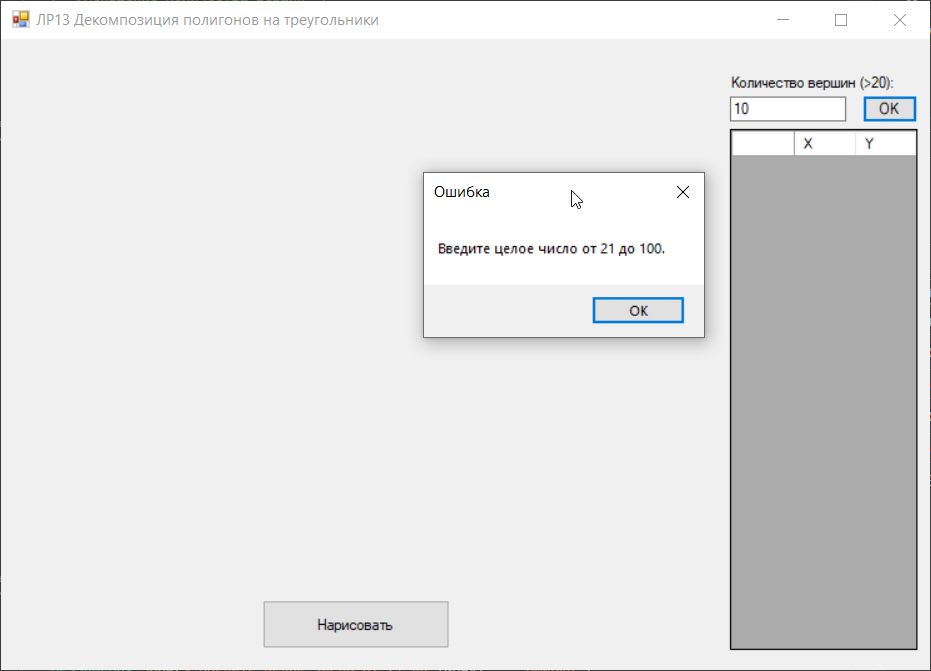 ЛР13 Декомпозиция полигонов на треугольники
Количество вершин (>20):
10
OK
X Y
Ошибка
Введите целое число от 21 до 100.
OK
Нарисовать